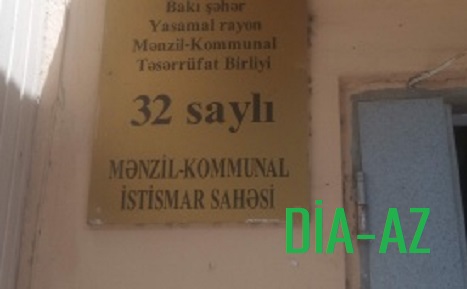 Bakı şəhər
Yasamal rayon
Mənzil-Kommunal
Təsərrüfat Birliyi
32 saylı
MƏNZİL-KOMMUNAL
İSTİSMAR SAHƏSİ
DİA-AZ